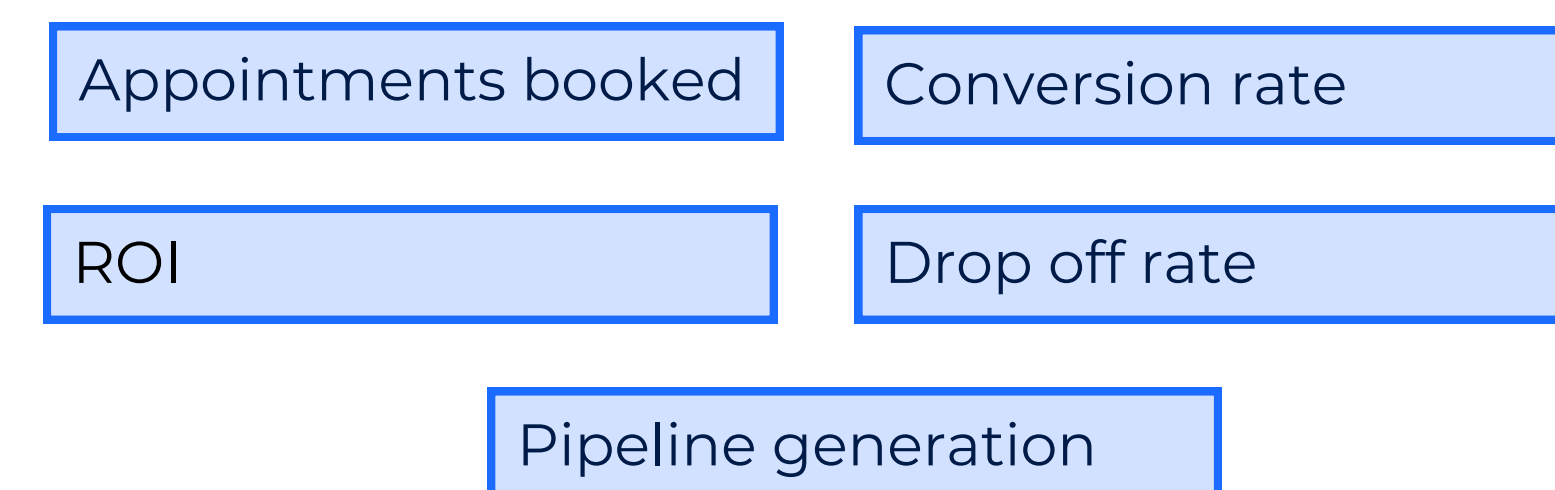 Appointments booked
Conversion rate
ROI
Drop off rate
Pipeline generation